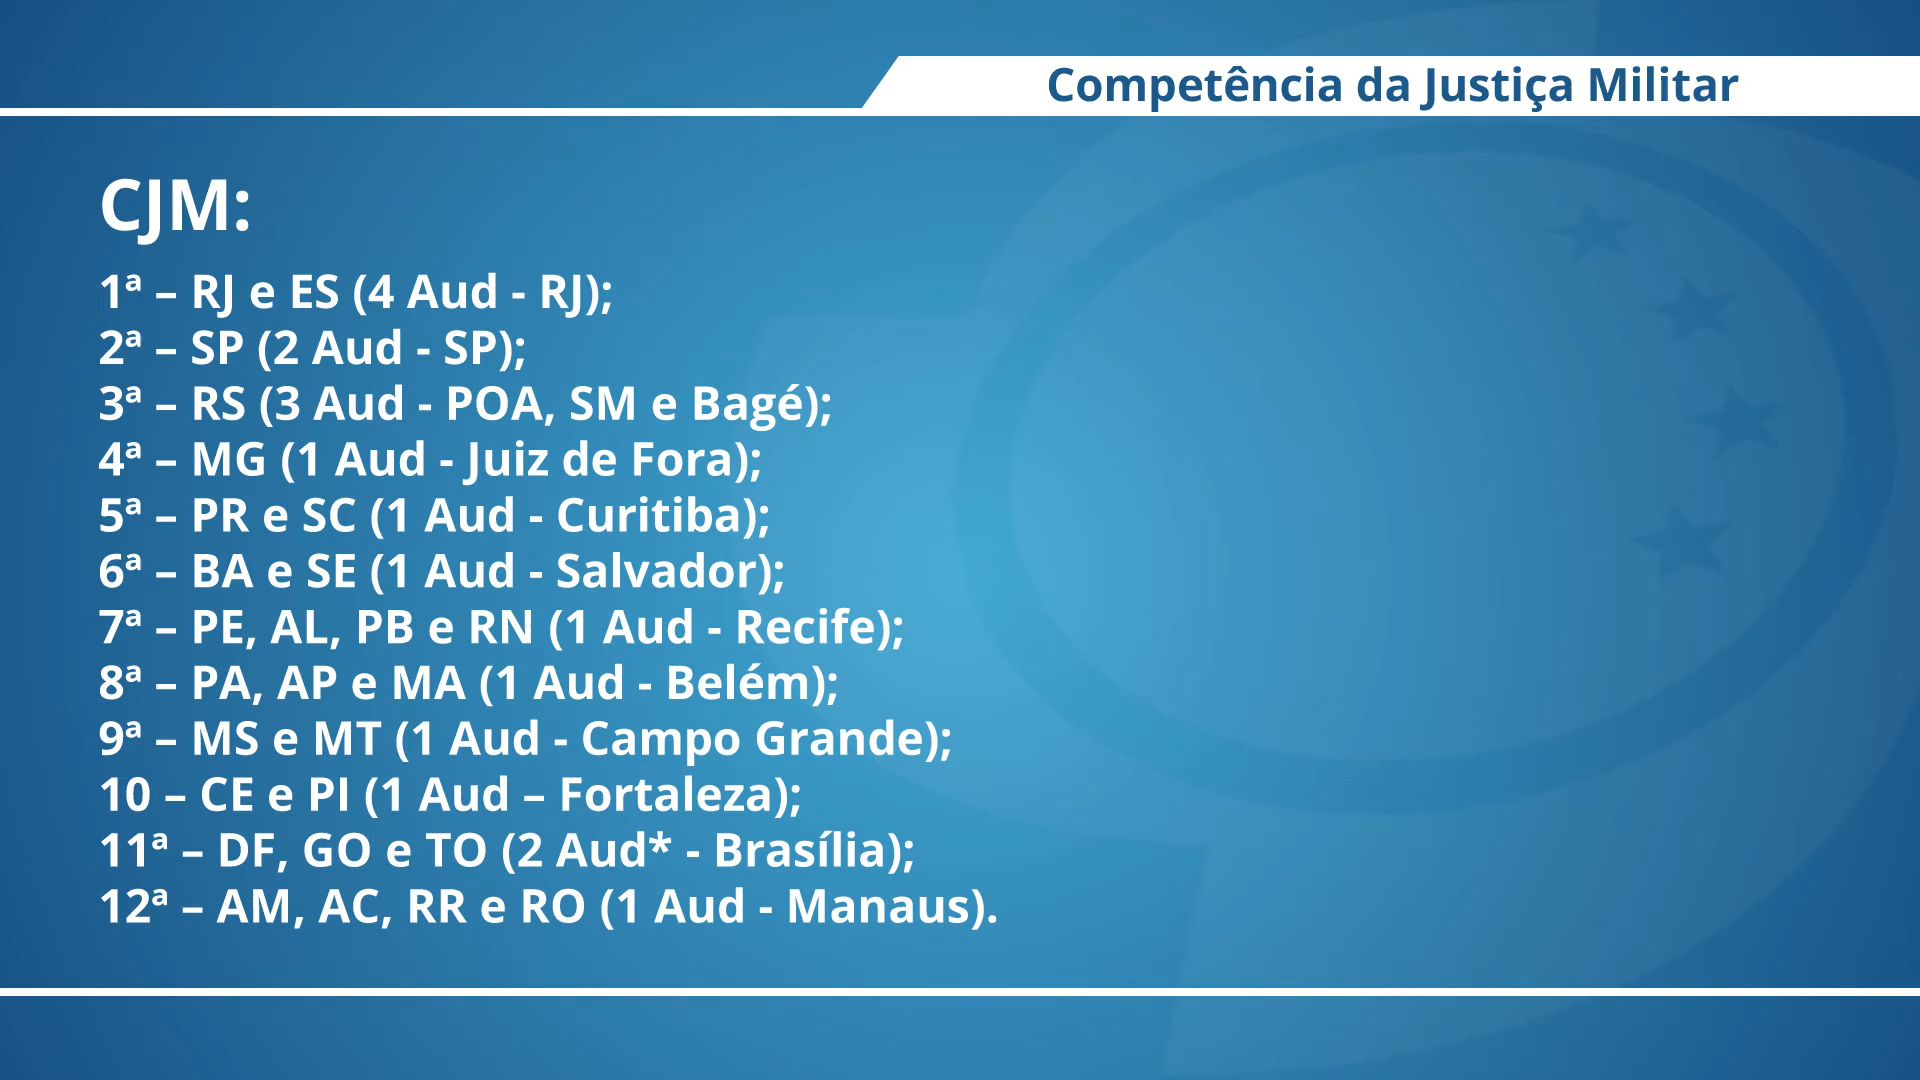 Competência da Justiça Militar
CJM:
1ª – RJ e ES (4 Aud - RJ);
2ª – SP (2 Aud - SP);
3ª – RS (3 Aud - POA, SM e Bagé);
4ª – MG (1 Aud - Juiz de Fora);
5ª – PR e SC (1 Aud - Curitiba);
6ª – BA e SE (1 Aud - Salvador);
7ª – PE, AL, PB e RN (1 Aud - Recife);
8ª – PA, AP e MA (1 Aud - Belém);
9ª – MS e MT (1 Aud - Campo Grande);
10 – CE e PI (1 Aud – Fortaleza);
11ª – DF, GO e TO (2 Aud* - Brasília);
12ª – AM, AC, RR e RO (1 Aud - Manaus).